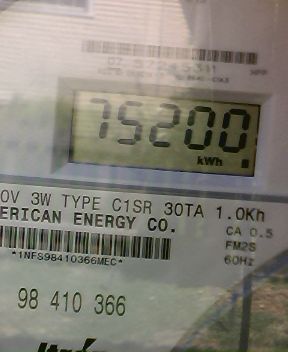 75200
kWh
0V 3W TYPE C1SR 30TA 1.0Kh
ERICAN ENERGY CO.
CA 0.5
FM2S
60Hz
*1NFS98410366MEC*
98 410 366
Itrón